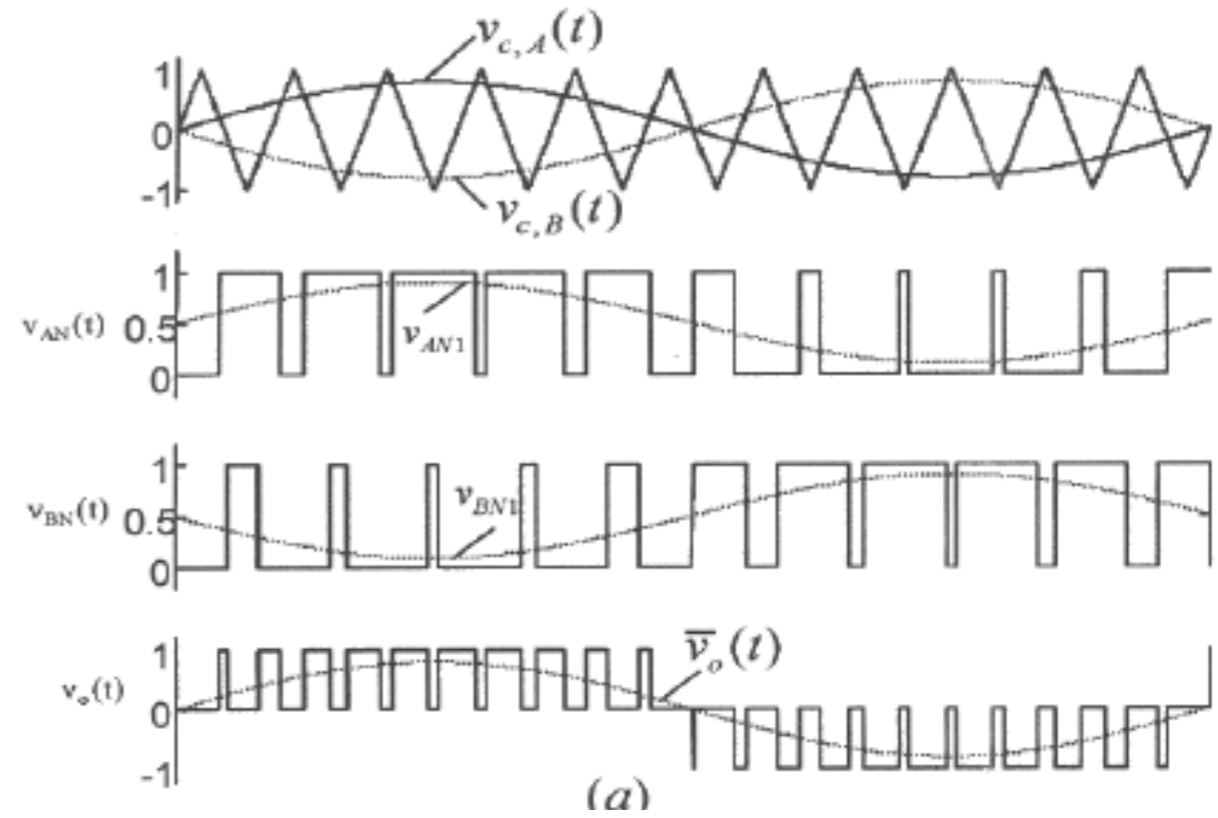 v_{c,A}(t)
1
0
-1
v_{c,B}(t)
1
v_{AN}(t) 0.5
v_{AN1}
0
1
v_{BN}(t) 0.5
v_{BN1}
0
1
\overline{v}_o(t)
v_o(t)
0
-1
(a)